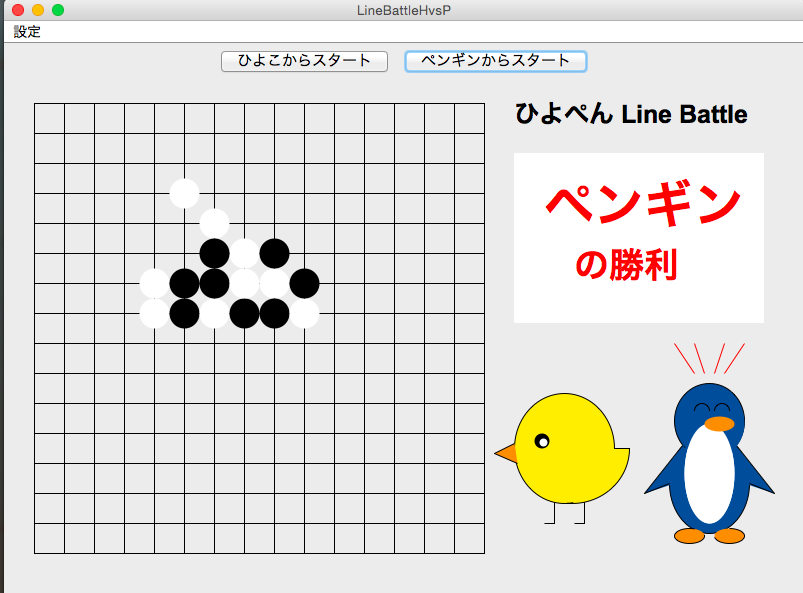 LineBattleHvsP
設定
ひよこからスタート ペンギンからスタート
ひよぺん Line Battle
ペンギン
の勝利